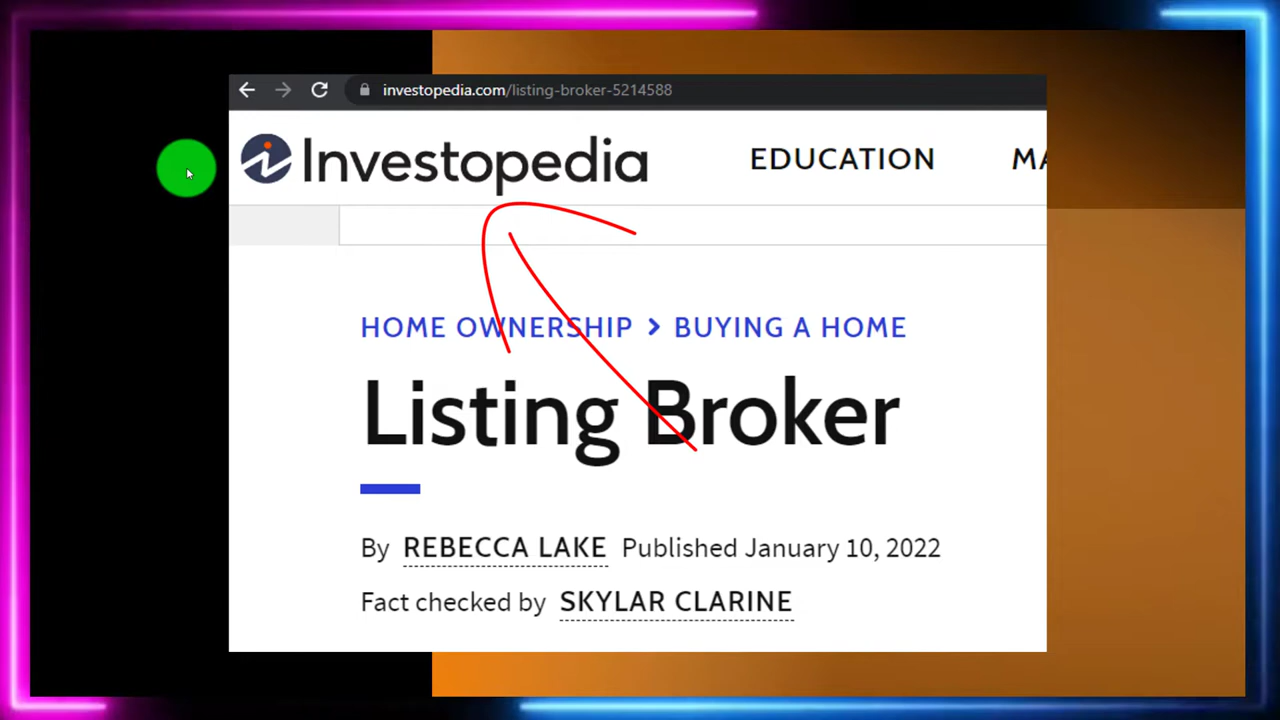 investopedia.com/listing-broker-5214588
Investopedia EDUCATION MA
HOME OWNERSHIP > BUYING A HOME
Listing Broker
By REBECCA LAKE Published January 10, 2022
Fact checked by SKYLAR CLARINE